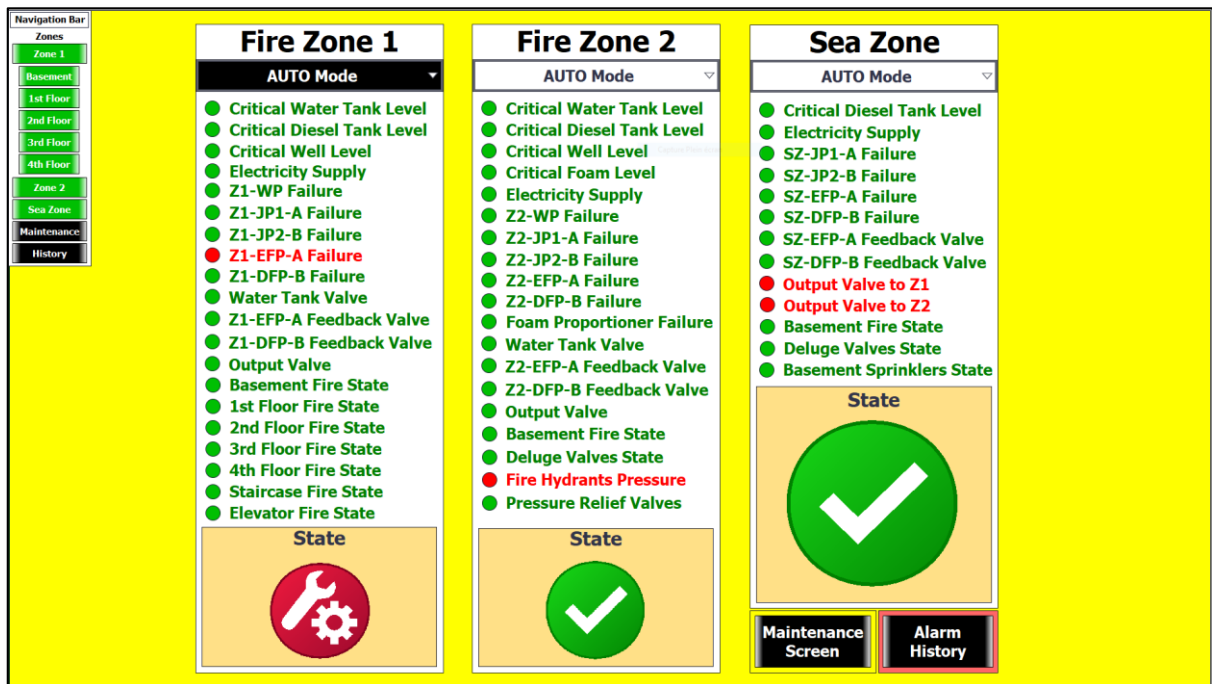 Navigation Bar
Zones
Zone 1
Basement
1st Floor
2nd Floor
3rd Floor
4th Floor
Zone 2
Sea Zone
Maintenance
History
Fire Zone 1
AUTO Mode
Critical Water Tank Level
Critical Diesel Tank Level
Critical Well Level
Electricity Supply
Z1-WP Failure
Z1-JP1-A Failure
Z1-JP2-B Failure
Z1-EFP-A Failure
Z1-DFP-B Failure
Water Tank Valve
Z1-EFP-A Feedback Valve
Z1-DFP-B Feedback Valve
Output Valve
Basement Fire State
1st Floor Fire State
2nd Floor Fire State
3rd Floor Fire State
4th Floor Fire State
Staircase Fire State
Elevator Fire State
State
Fire Zone 2
AUTO Mode
Critical Water Tank Level
Critical Diesel Tank Level
Critical Well Level
Critical Foam Level
Electricity Supply
Z2-WP Failure
Z2-JP1-A Failure
Z2-JP2-B Failure
Z2-EFP-A Failure
Z2-DFP-B Failure
Foam Proportioner Failure
Water Tank Valve
Z2-EFP-A Feedback Valve
Z2-DFP-B Feedback Valve
Output Valve
Basement Fire State
Deluge Valves State
Fire Hydrants Pressure
Pressure Relief Valves
State
Sea Zone
AUTO Mode
Critical Diesel Tank Level
Electricity Supply
SZ-JP1-A Failure
SZ-JP2-B Failure
SZ-EFP-A Failure
SZ-DFP-B Failure
SZ-EFP-A Feedback Valve
SZ-DFP-B Feedback Valve
Output Valve to Z1
Output Valve to Z2
Basement Fire State
Deluge Valves State
Basement Sprinklers State
State
Maintenance
Screen
Alarm
History